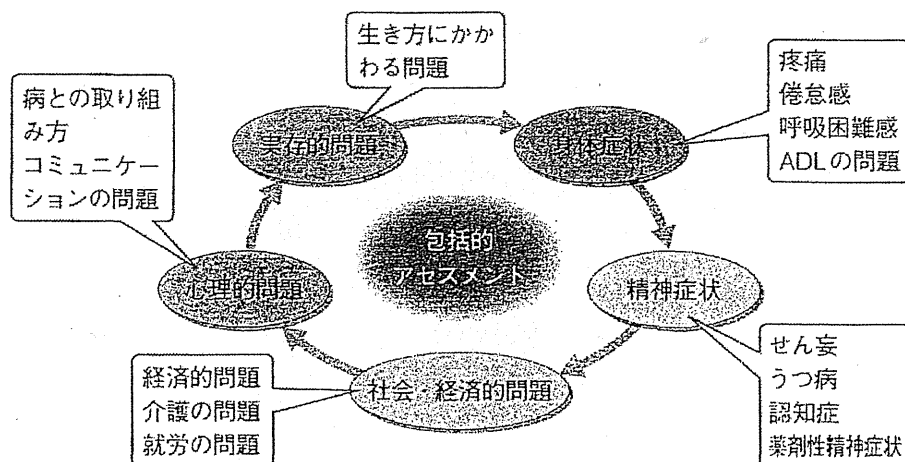 生き方にかか
わる問題
疼痛
倦怠感
呼吸困難感
ADLの問題
病との取り組
み方
コミュニケー
ションの問題
実存的問題
身体症状
包括的
アセスメント
心理的問題
精神症状
経済的問題
介護の問題
就労の問題
社会・経済的問題
せん妄
うつ病
認知症
薬剤性精神症状